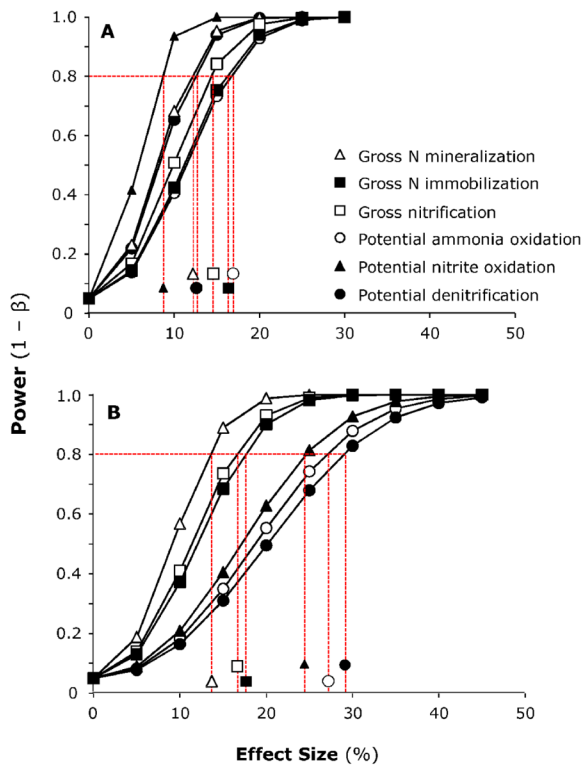 A
1.0
0.8
0.6
0.4
0.2
0
0 10 20 30 40 50
Gross N mineralization
Gross N immobilization
Gross nitrification
Potential ammonia oxidation
Potential nitrite oxidation
Potential denitrification
Power (1 – β)
B
1.0
0.8
0.6
0.4
0.2
0
0 10 20 30 40 50
Effect Size (%)